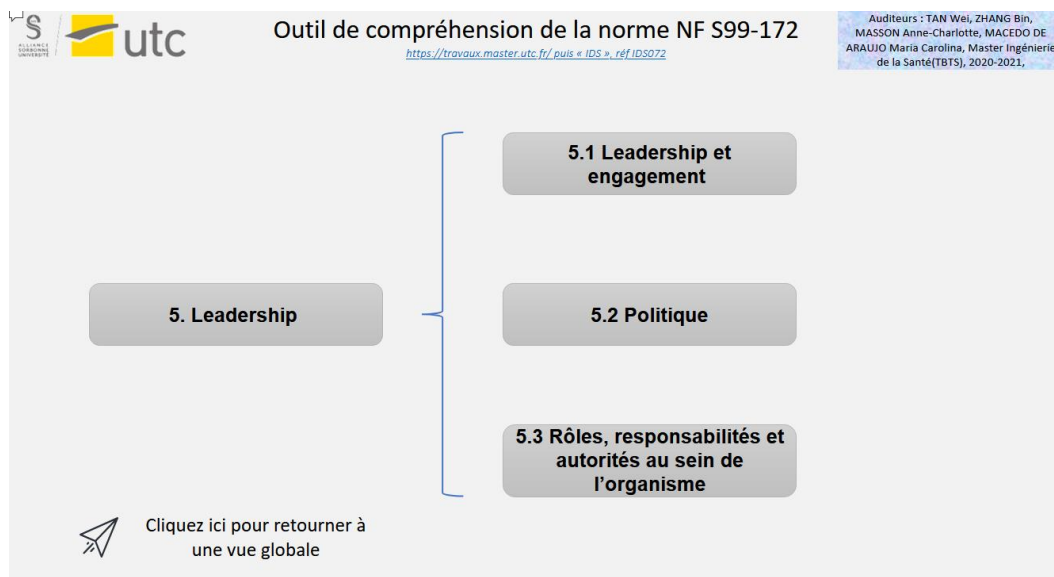 §
ALLIANCE
SORBONNE
UNIVERSITÉ
utc
Outil de compréhension de la norme NF S99-172
https://travaux.master.utc.fr/ puis « IDS », réf IDS072
Auditeurs : TAN Wei, ZHANG Bin,
MASSON Anne-Charlotte, MACEDO DE
ARAUJO Maria Carolina, Master Ingénierie
de la Santé(TBTS), 2020-2021,
5.1 Leadership et
engagement
5. Leadership
5.2 Politique
5.3 Rôles, responsabilités et
autorités au sein de
l’organisme
Cliquez ici pour retourner à
une vue globale